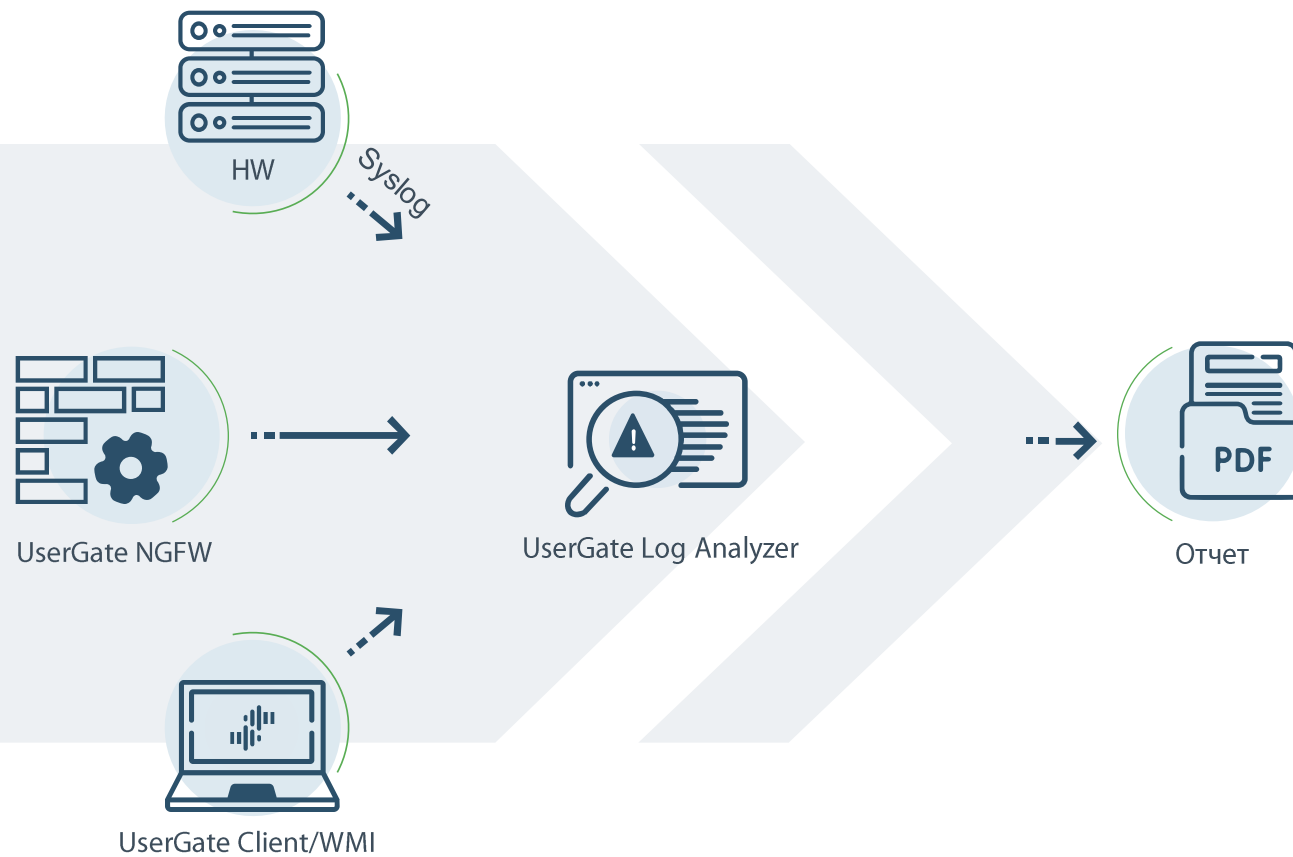 HW
Syslog
UserGate NGFW
UserGate Log Analyzer
PDF
Отчет
UserGate Client/WMI